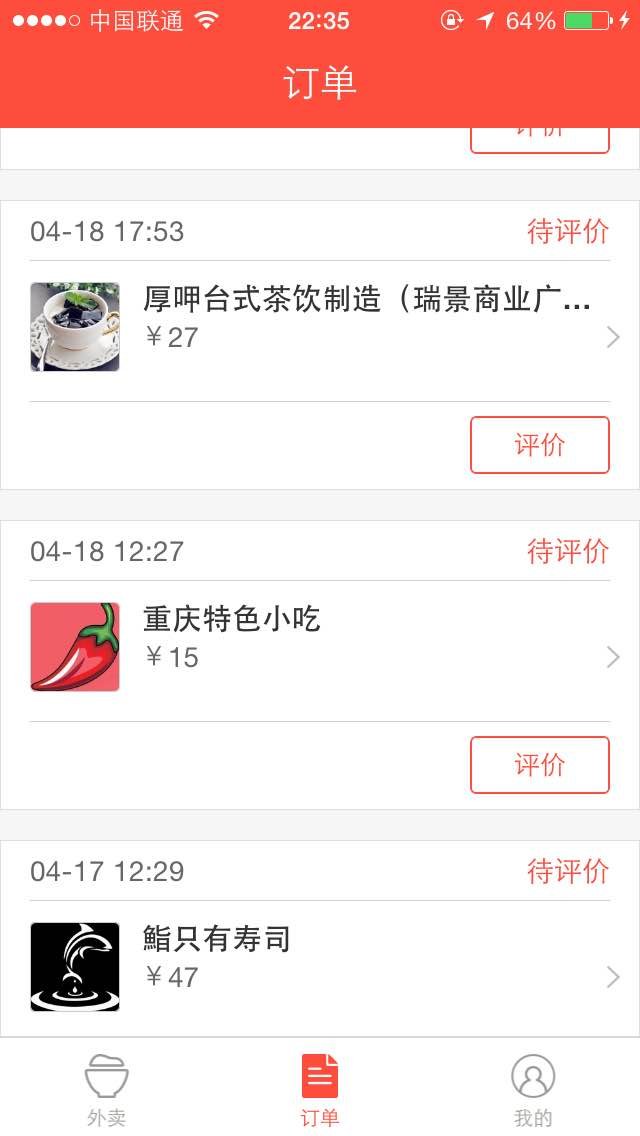 中国联通
22:35
64%
订单
评价
04-18 17:53
待评价
厚呷台式茶饮制造（瑞景商业广...
￥27
评价
04-18 12:27
待评价
重庆特色小吃
￥15
评价
04-17 12:29
待评价
鮨只有寿司
￥47
外卖
订单
我的